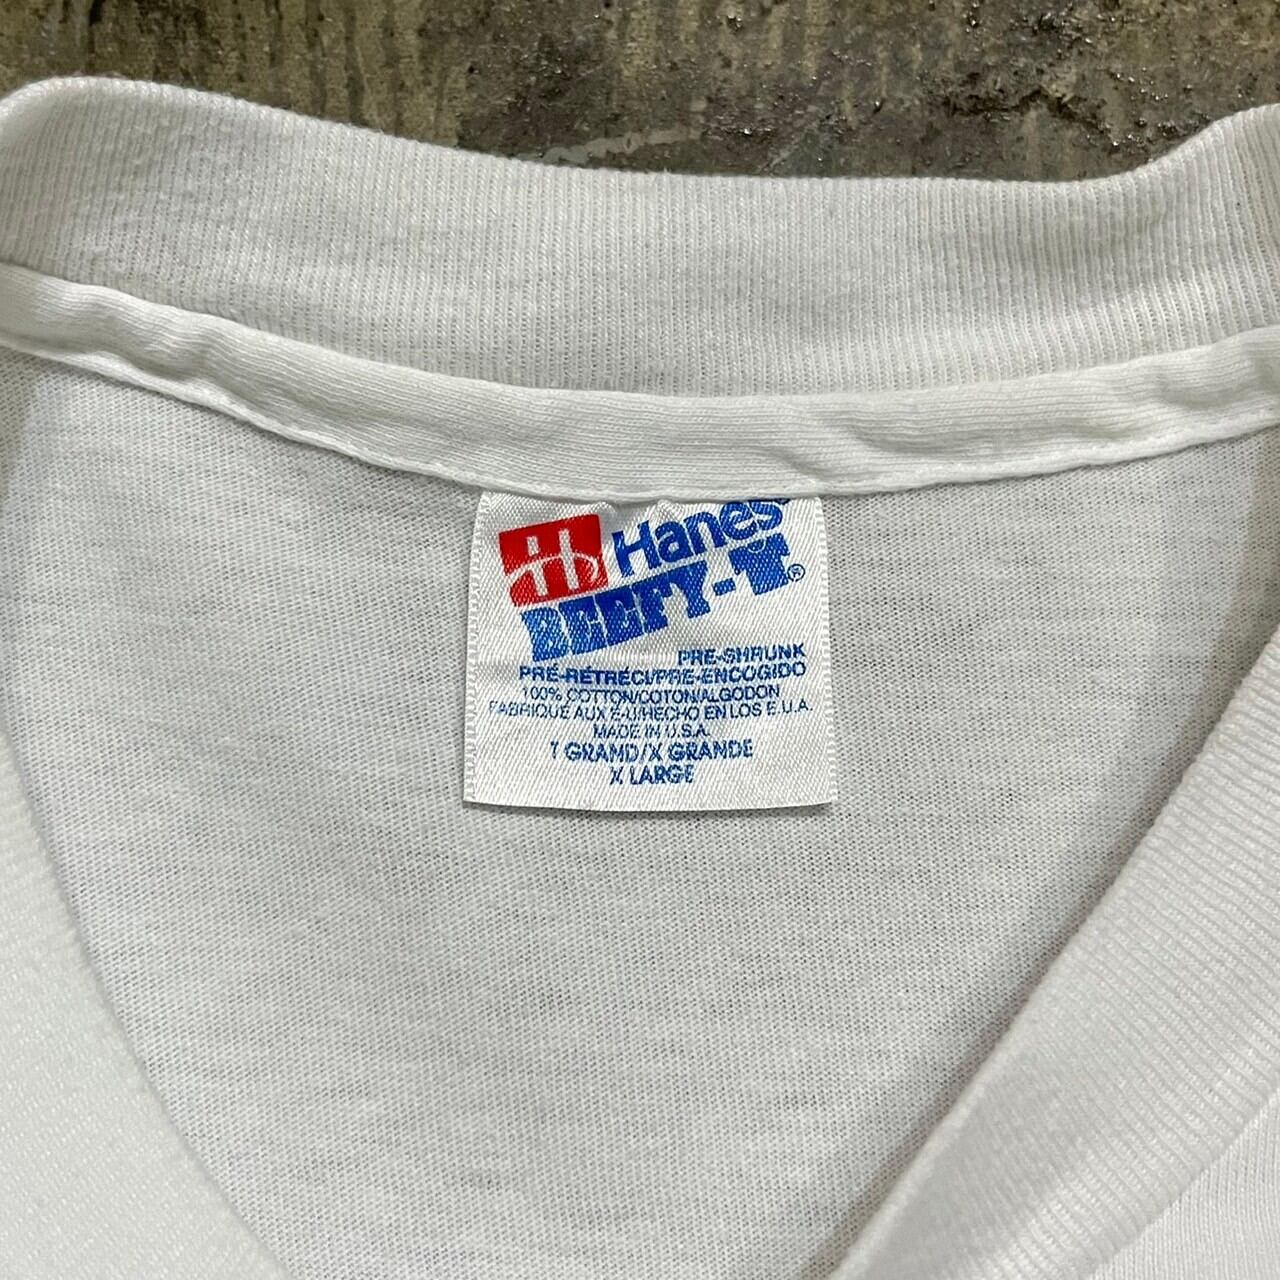 H Hanes
BEEFY-T®
PRE-SHRUNK
PRÉ-RÉTRÉCI/PRE-ENCOGIDO
100% COTTON/COTON/ALGODON
FABRIQUÉ AUX É-U/HECHO EN LOS E.U.A.
MADE IN U.S.A.
T GRAND/X GRANDE
X LARGE